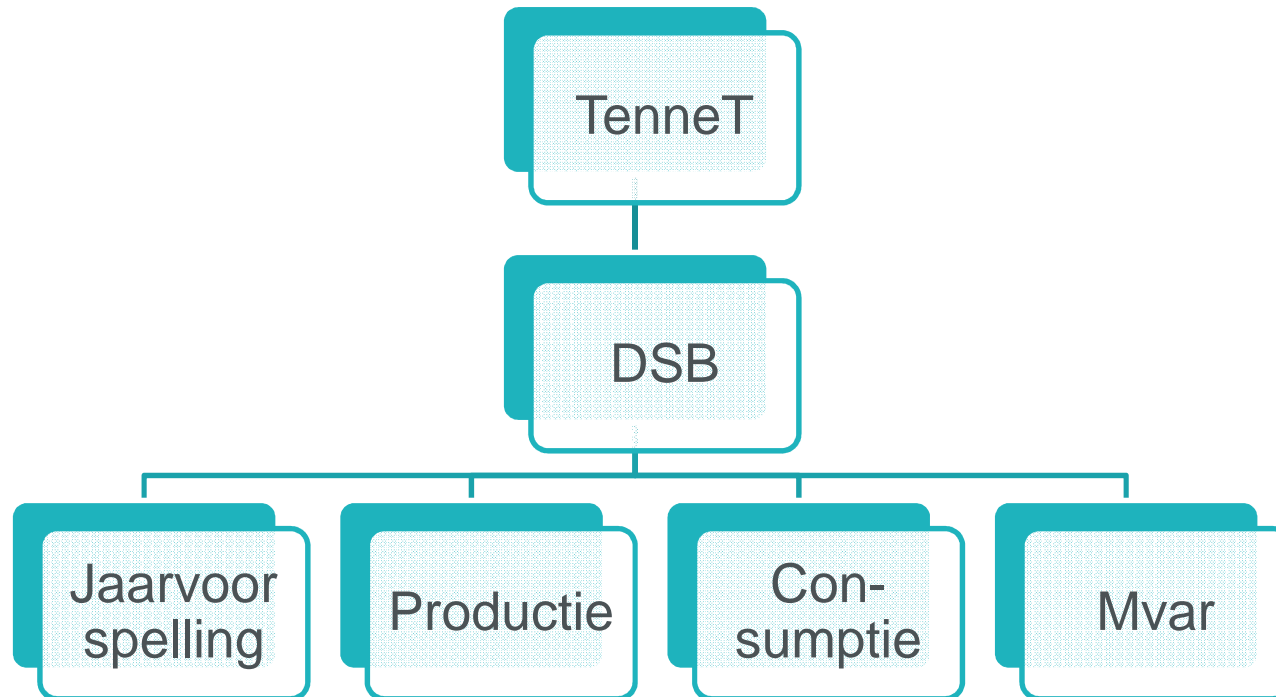 TenneT
DSB
Jaarvoor
spelling
Productie
Con-
sumptie
Mvar